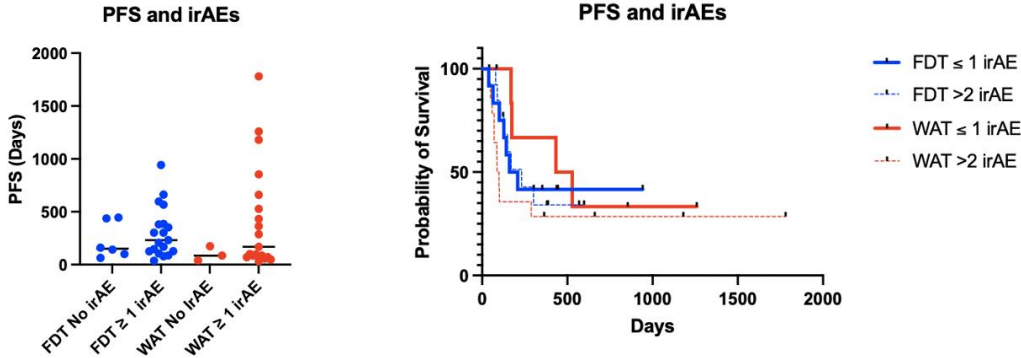 PFS and irAEs
PFS (Days)
2000
1500
1000
500
0
FDT No irAE
FDT ≥ 1 irAE
WAT No IrAE
WAT ≥ 1 irAE
PFS and irAEs
Probability of Survival
100
50
0
0 500 1000 1500 2000
Days
FDT ≤ 1 irAE
FDT >2 irAE
WAT ≤ 1 irAE
WAT >2 irAE